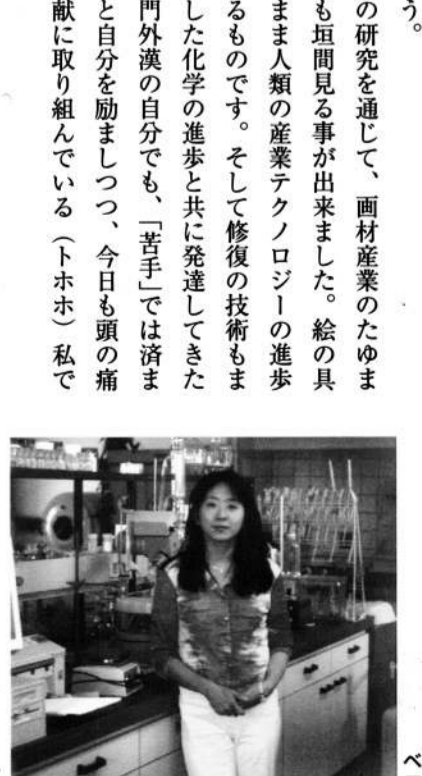 う。
の研究を通じて、画材産業のたゆま
も垣間見る事が出来ました。絵の具
まま人類の産業テクノロジーの進歩
るものです。そして修復の技術もま
した化学の進歩と共に発達してきた
門外漢の自分でも、「苦手」では済ま
と自分を励ましつつ、今日も頭の痛
献に取り組んでいる（トホホ）私で
ベ